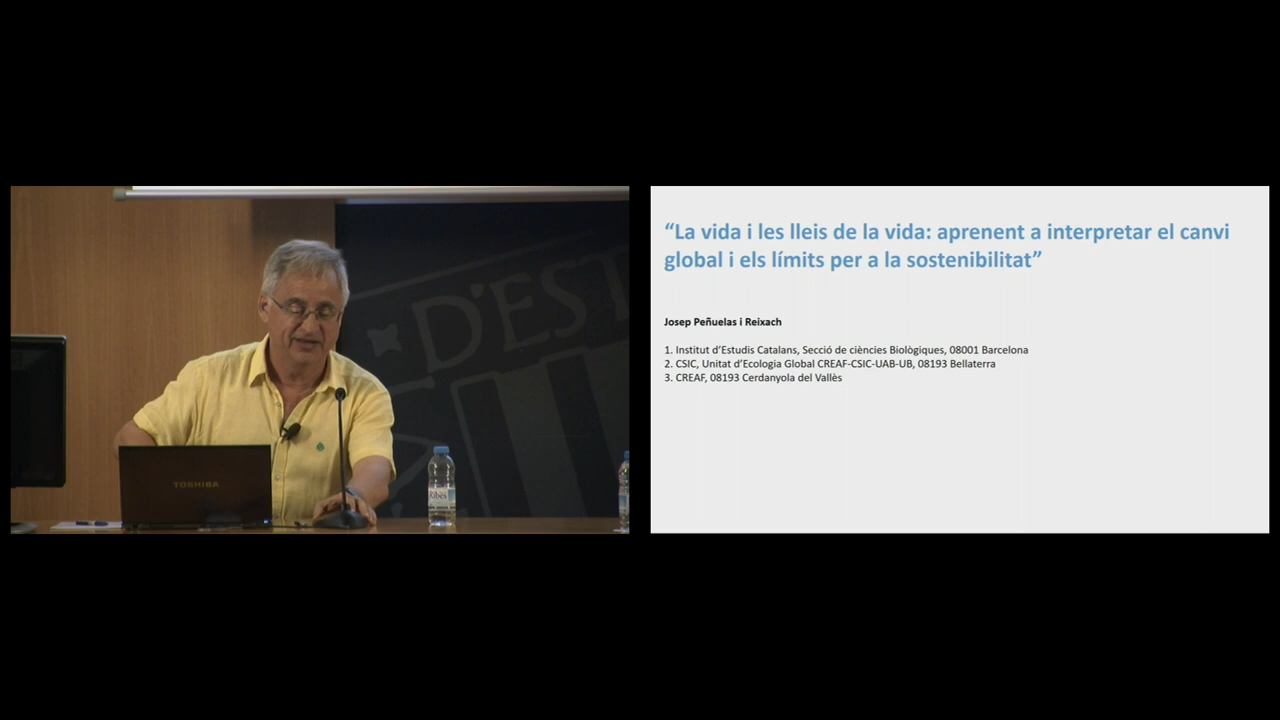 D'EST
TOSHIBA
Ribes
“La vida i les lleis de la vida: aprenent a interpretar el canvi
global i els límits per a la sostenibilitat”
Josep Peñuelas i Reixach
1. Institut d’Estudis Catalans, Secció de ciències Biològiques, 08001 Barcelona
2. CSIC, Unitat d’Ecologia Global CREAF-CSIC-UAB-UB, 08193 Bellaterra
3. CREAF, 08193 Cerdanyola del Vallès